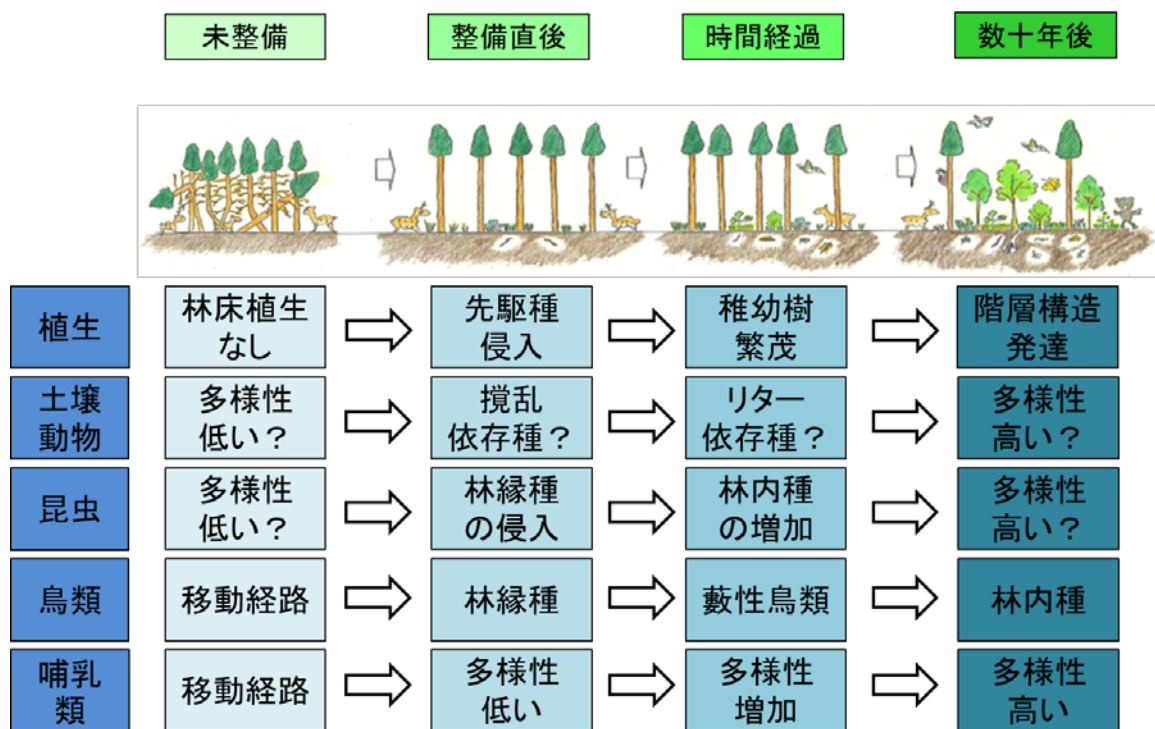 未整備 整備直後 時間経過 数十年後
植生
林床植生
なし
先駆種
侵入
稚幼樹
繁茂
階層構造
発達
土壌
動物
多様性
低い?
撹乱
依存種?
リター
依存種?
多様性
高い?
昆虫
多様性
低い?
林縁種
の侵入
林内種
の増加
多様性
高い?
鳥類
移動経路
林縁種
藪性鳥類
林内種
哺乳
類
移動経路
多様性
低い
多様性
増加
多様性
高い